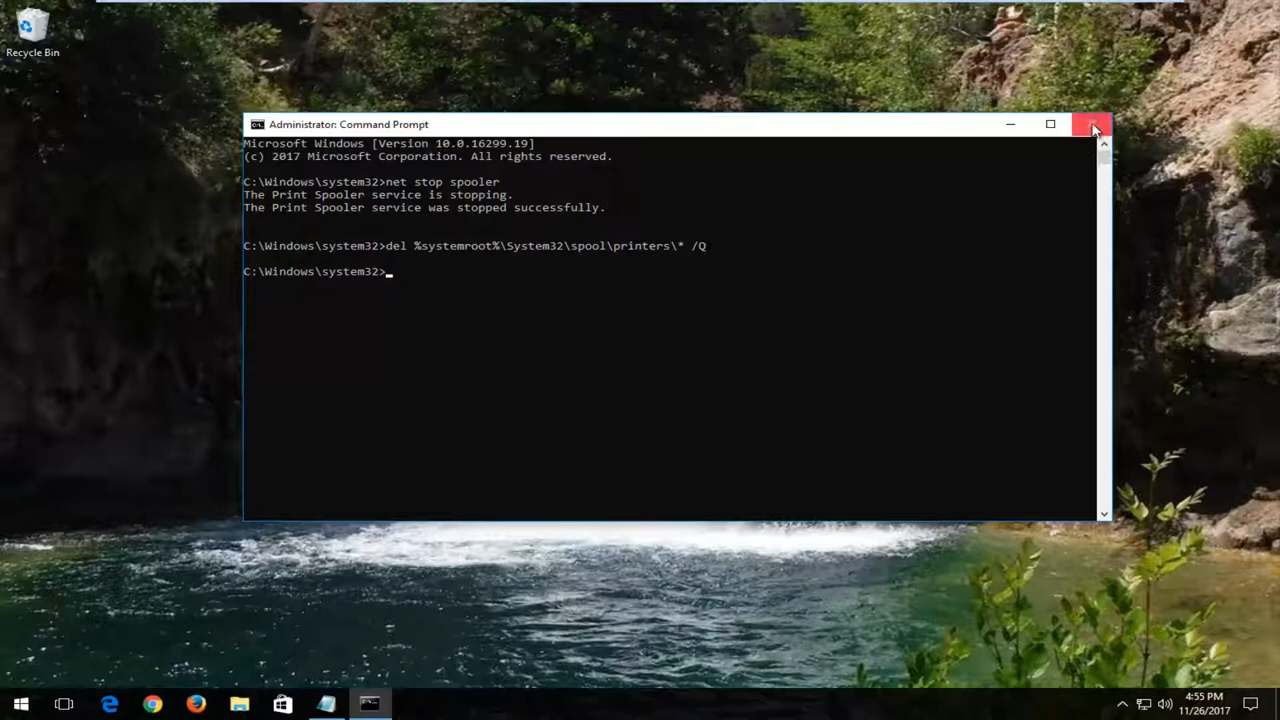 Recycle Bin
Administrator: Command Prompt
Microsoft Windows [Version 10.0.16299.19]
(c) 2017 Microsoft Corporation. All rights reserved.
C:\Windows\system32>net stop spooler
The Print Spooler service is stopping.
The Print Spooler service was stopped successfully.
C:\Windows\system32>del %systemroot%\System32\spool\printers\* /Q
C:\Windows\system32>
4:55 PM
11/26/2017